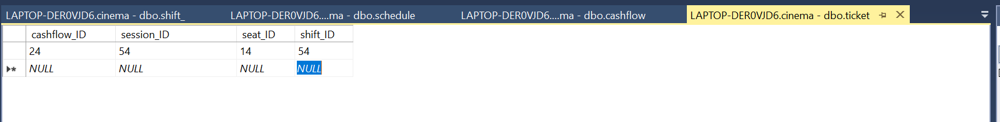 LAPTOP-DER0VJD6.cinema - dbo.shift_ LAPTOP-DER0VJD6....ma - dbo.schedule LAPTOP-DER0VJD6....ma - dbo.cashflow LAPTOP-DER0VJD6.cinema - dbo.ticket
cashflow_ID session_ID seat_ID shift_ID
24 54 14 54
NULL NULL NULL NULL